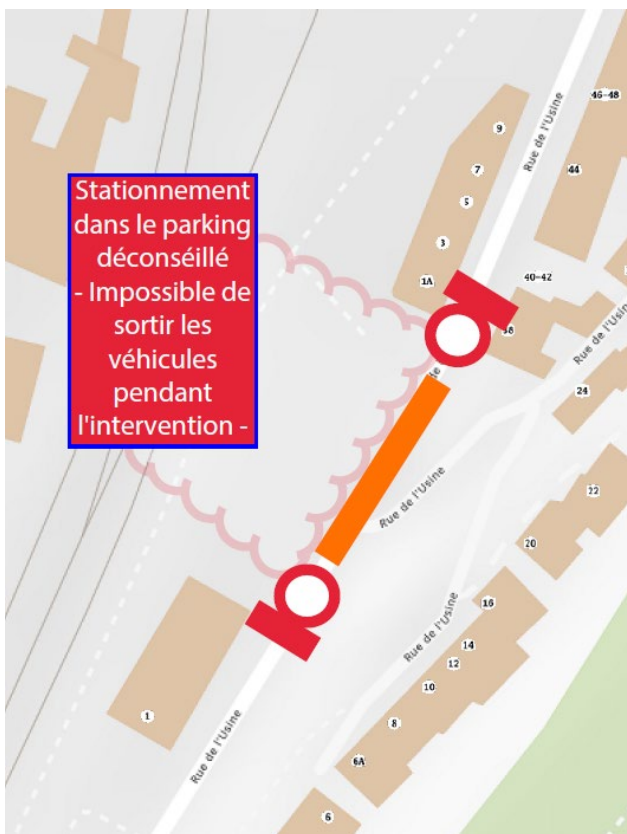 46-48
Rue de l'Usine
9
44
7
5
3
1A
40-42
Rue de l'Usine
24
Stationnement
dans le parking
déconséillé
- Impossible de
sortir les
véhicules
pendant
l'intervention -
Rue de l'Usine
22
20
16
Rue de l'Usine
14
12
10
8
1
Rue de l'Usine
6A
6